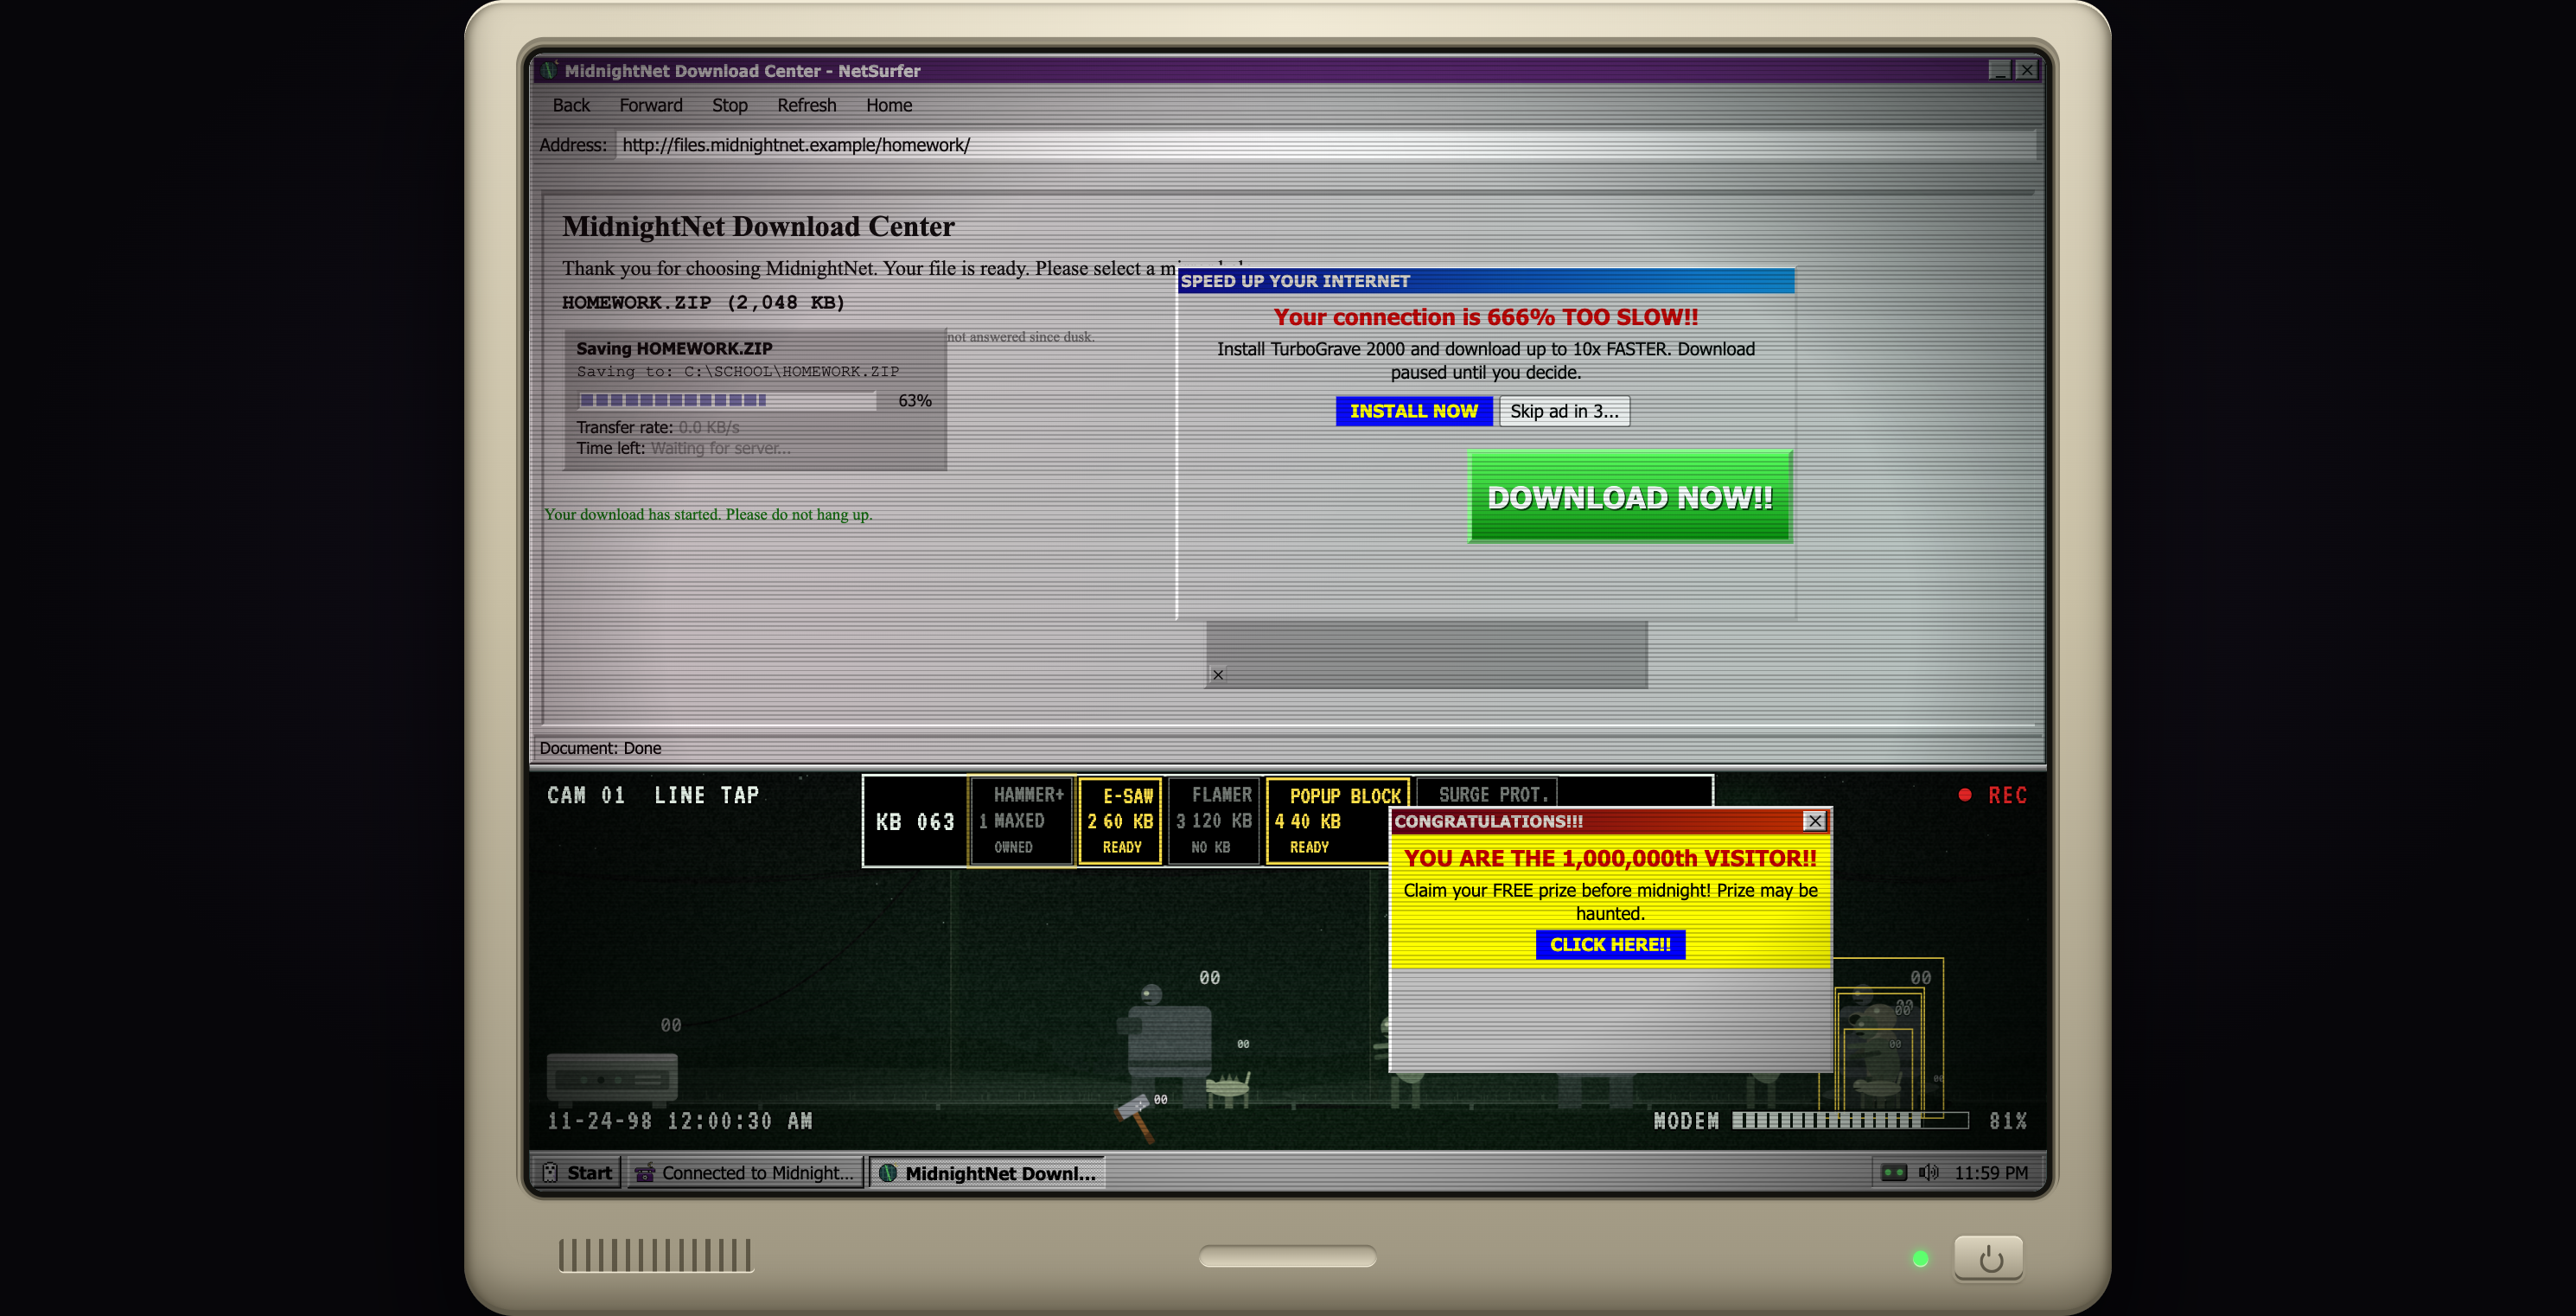 MidnightNet Download Center - NetSurfer
Back Forward Stop Refresh Home
Address: http://files.midnightnet.example/homework/
MidnightNet Download Center
Thank you for choosing MidnightNet. Your file is ready. Please select a
HOMEWORK.ZIP (2,048 KB)
not answered since dusk.
Saving HOMEWORK.ZIP
Saving to: C:\SCHOOL\HOMEWORK.ZIP
63%
Transfer rate: 0.0 KB/s
Time left: Waiting for server...
Your download has started. Please do not hang up.
SPEED UP YOUR INTERNET
Your connection is 666% TOO SLOW!!
Install TurboGrave 2000 and download up to 10x FASTER. Download
paused until you decide.
INSTALL NOW Skip ad in 3...
DOWNLOAD NOW!!
Document: Done
CAM 01 LINE TAP
KB 063
HAMMER+
1 MAXED
OWNED
E-SAW
2 60 KB
READY
FLAMER
3 120 KB
NO KB
POPUP BLOCK
4 40 KB
READY
SURGE PROT.
REC
CONGRATULATIONS!!!
YOU ARE THE 1,000,000th VISITOR!!
Claim your FREE prize before midnight! Prize may be
haunted.
CLICK HERE!!
00
00
00
00
00
00
00
00
11-24-98 12:00:30 AM
MODEM 81%
Start Connected to Midnight... MidnightNet Downl... 11:59 PM